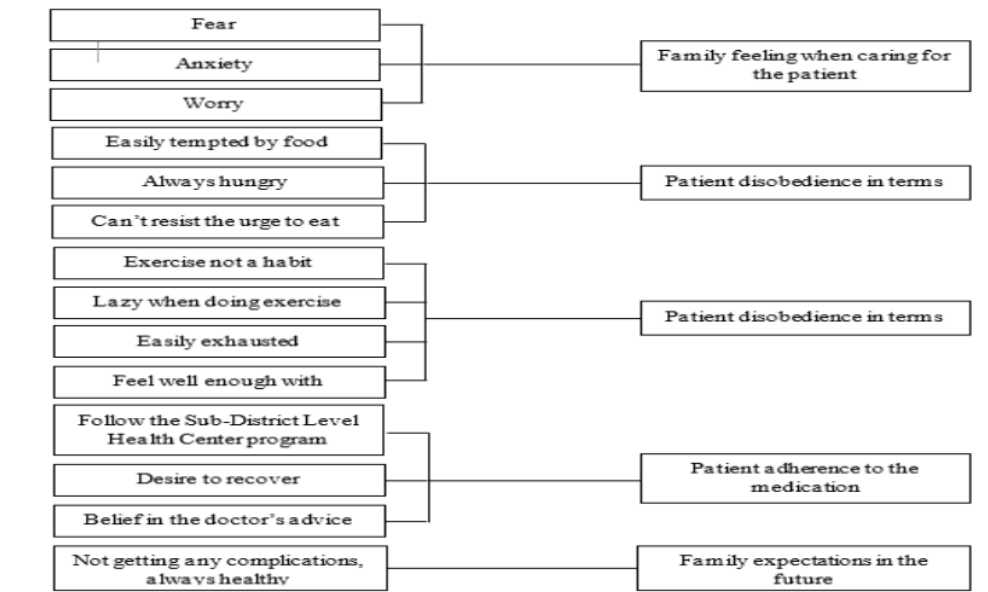 Fear
Anxiety
Worry
Family feeling when caring for
the patient
Easily tempted by food
Always hungry
Can't resist the urge to eat
Patient disobedience in terms
Exercise not a habit
Lazy when doing exercise
Easily exhausted
Feel well enough with
Patient disobedience in terms
Follow the Sub-District Level
Health Center program
Desire to recover
Belief in the doctor's advice
Patient adherence to the
medication
Not getting any complications,
always healthy
Family expectations in the
future